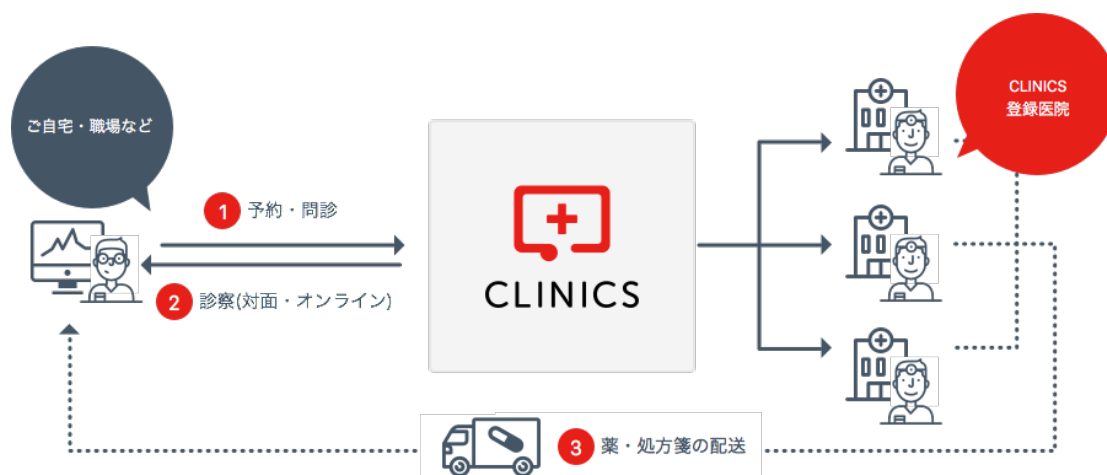 ご自宅・職場など
CLINICS
登録医院
1 予約・問診
2 診察(対面・オンライン)
CLINICS
3 薬・処方箋の配送